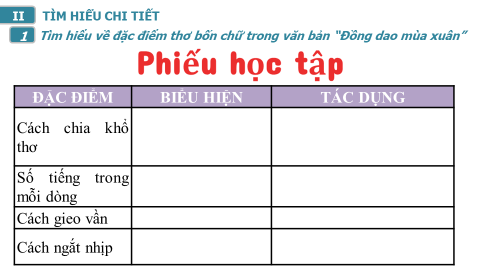 II TÌM HIỂU CHI TIẾT
1 Tìm hiểu về đặc điểm thơ bốn chữ trong văn bản “Đồng dao mùa xuân”
Phiếu học tập
ĐẶC ĐIỂM BIỂU HIỆN TÁC DỤNG
Cách chia khổ
thơ
Số tiếng trong
mỗi dòng
Cách gieo vần
Cách ngắt nhịp